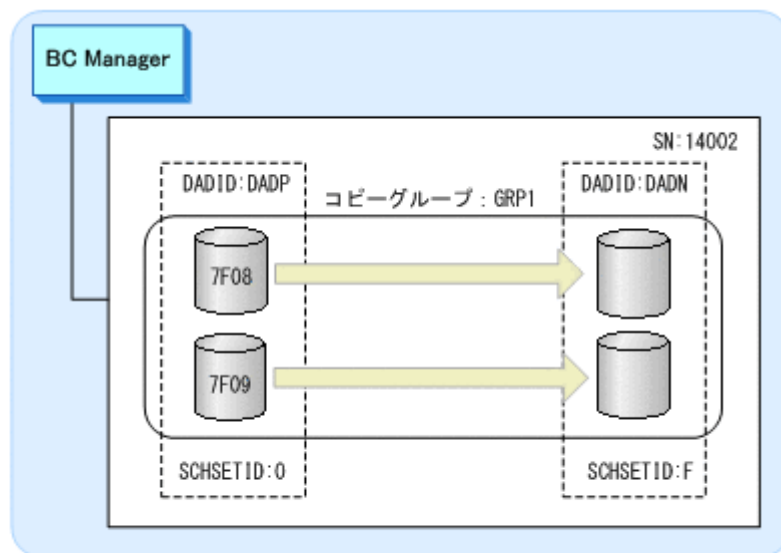 BC Manager
SN:14002
DADID:DADP
コピーグループ:GRP1
DADID:DADN
7F08
7F09
SCHSETID:0
SCHSETID:F